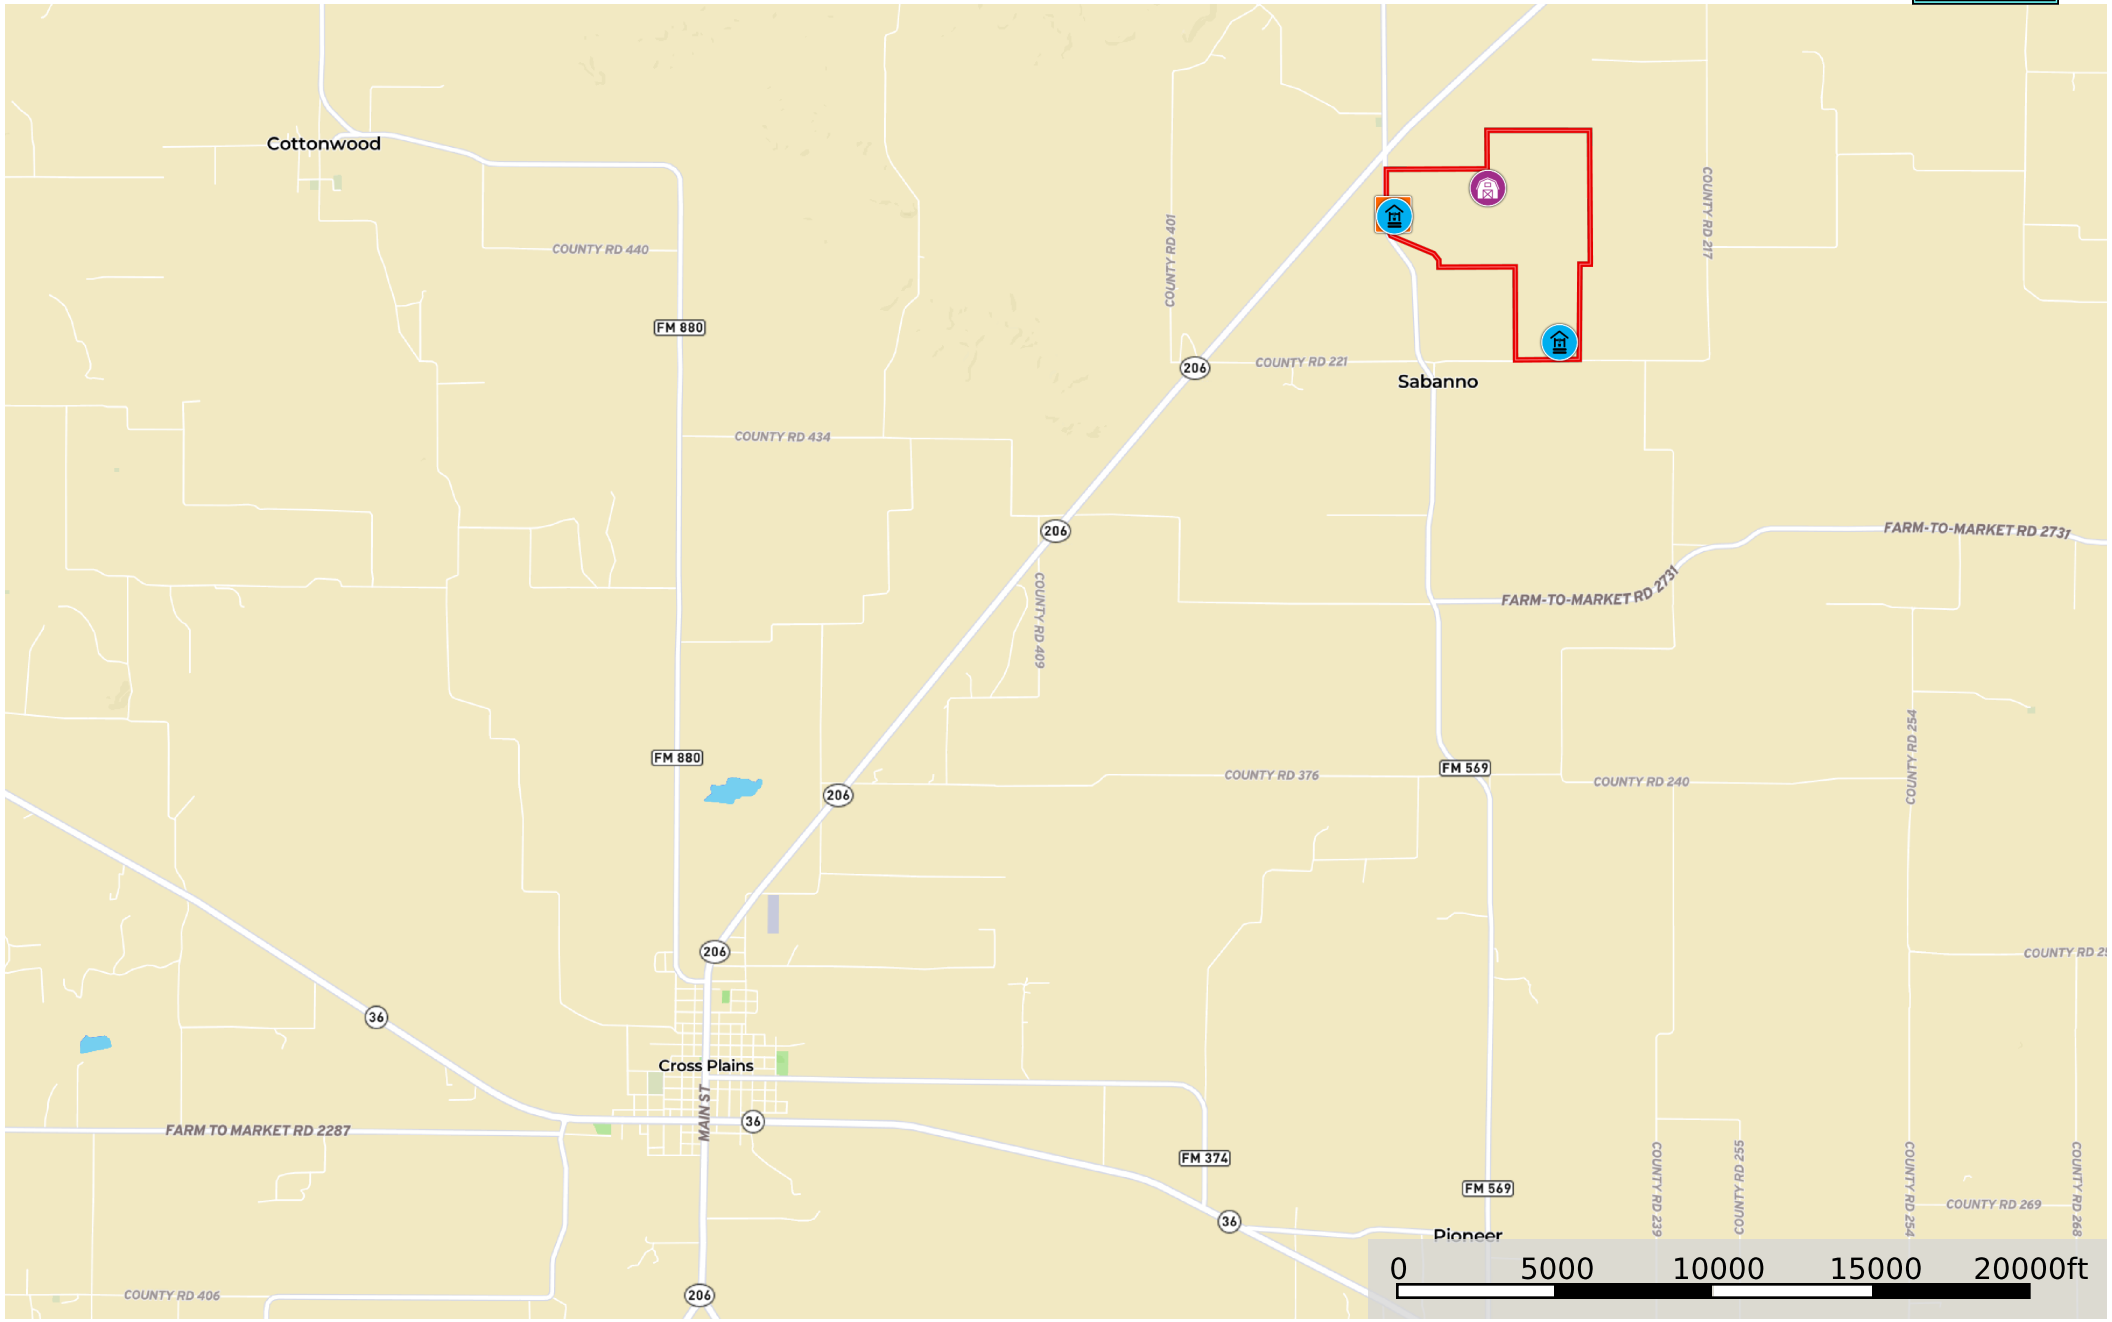 Cottonwood
COUNTY RD 217
COUNTY RD 401
COUNTY RD 440
FM 880
206
COUNTY RD 221
Sabanno
COUNTY RD 434
206
FARM-TO-MARKET RD 2731
COUNTY RD 409
FARM-TO-MARKET RD 2731
FM 880
COUNTY RD 254
FM 569
COUNTY RD 376
COUNTY RD 240
206
206
COUNTY RD 25
36
Cross Plains
MAIN ST
36
FARM TO MARKET RD 2287
FM 374
FM 569
COUNTY RD 239
COUNTY RD 255
COUNTY RD 254
COUNTY RD 268
COUNTY RD 269
36
Pioneer
0 5000 10000 15000 20000ft
COUNTY RD 406
206